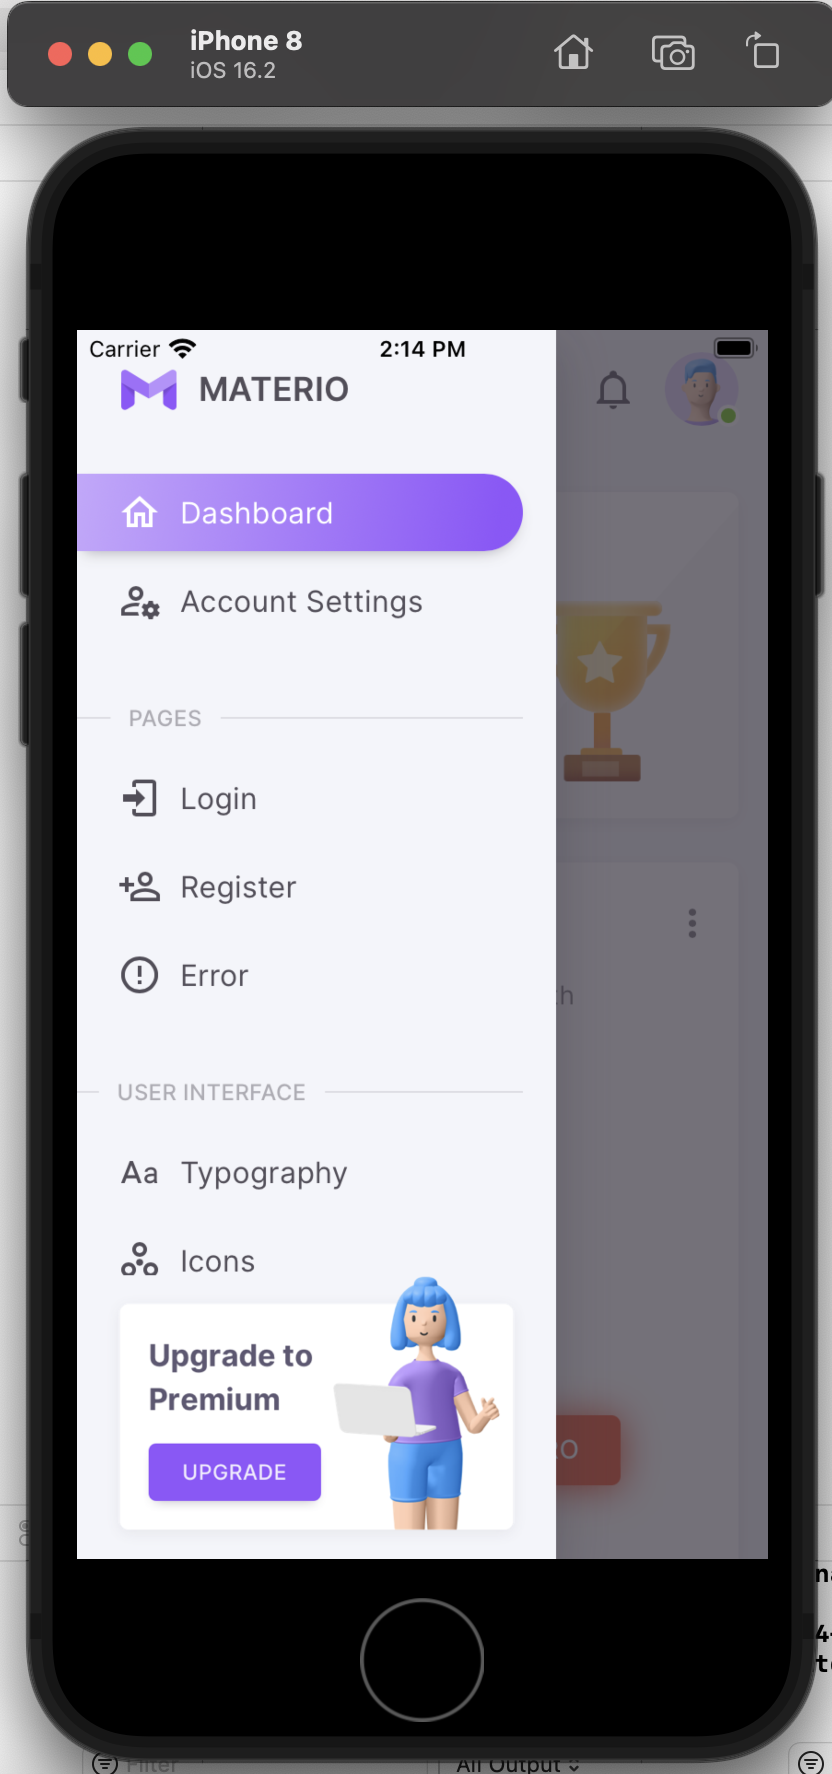 iPhone 8
iOS 16.2
Carrier
2:14 PM
MATERIO
Dashboard
Account Settings
PAGES
Login
Register
Error
USER INTERFACE
Aa Typography
Icons
Upgrade to
Premium
UPGRADE
Filter
All Output